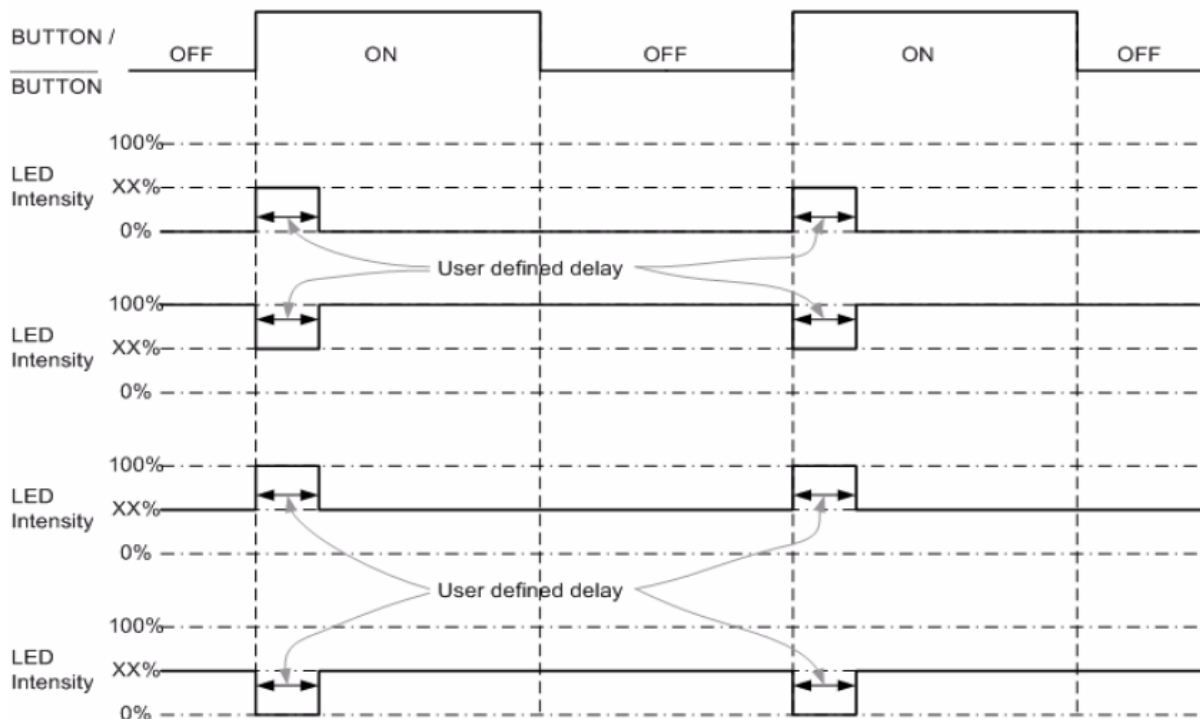 BUTTON /
OFF ON OFF ON OFF
BUTTON
100%
LED
Intensity
XX%
0%
User defined delay
100%
LED
Intensity
XX%
0%
100%
LED
Intensity
XX%
0%
User defined delay
100%
LED
Intensity
XX%
0%